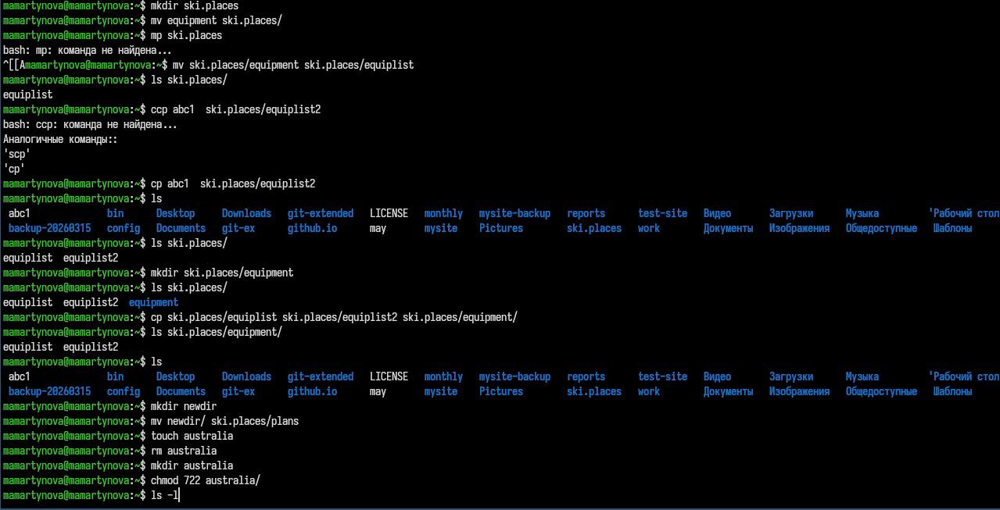 mamartynova@mamartynova:~$ mkdir ski.places
mamartynova@mamartynova:~$ mv equipment ski.places/
mamartynova@mamartynova:~$ mp ski.places
bash: mp: команда не найдена...
^[[Amamartynova@mamartynova:~$ mv ski.places/equipment ski.places/equiplist
mamartynova@mamartynova:~$ ls ski.places/
equiplist
mamartynova@mamartynova:~$ ccp abc1  ski.places/equiplist2
bash: ccp: команда не найдена...
Аналогичные команды::
'scp'
'cp'
mamartynova@mamartynova:~$ cp abc1  ski.places/equiplist2
mamartynova@mamartynova:~$ ls
abc1 bin Desktop Downloads git-extended LICENSE monthly mysite-backup reports test-site Видео Загрузки Музыка 'Рабочий стол
backup-20260315 config Documents git-ex github.io may mysite Pictures ski.places work Документы Изображения Общедоступные Шаблоны
mamartynova@mamartynova:~$ ls ski.places/
equiplist  equiplist2
mamartynova@mamartynova:~$ mkdir ski.places/equipment
mamartynova@mamartynova:~$ ls ski.places/
equiplist  equiplist2  equipment
mamartynova@mamartynova:~$ cp ski.places/equiplist ski.places/equiplist2 ski.places/equipment/
mamartynova@mamartynova:~$ ls ski.places/equipment/
equiplist  equiplist2
mamartynova@mamartynova:~$ ls
abc1 bin Desktop Downloads git-extended LICENSE monthly mysite-backup reports test-site Видео Загрузки Музыка 'Рабочий стол
backup-20260315 config Documents git-ex github.io may mysite Pictures ski.places work Документы Изображения Общедоступные Шаблоны
mamartynova@mamartynova:~$ mkdir newdir
mamartynova@mamartynova:~$ mv newdir/ ski.places/plans
mamartynova@mamartynova:~$ touch australia
mamartynova@mamartynova:~$ rm australia
mamartynova@mamartynova:~$ mkdir australia
mamartynova@mamartynova:~$ chmod 722 australia/
mamartynova@mamartynova:~$ ls -l